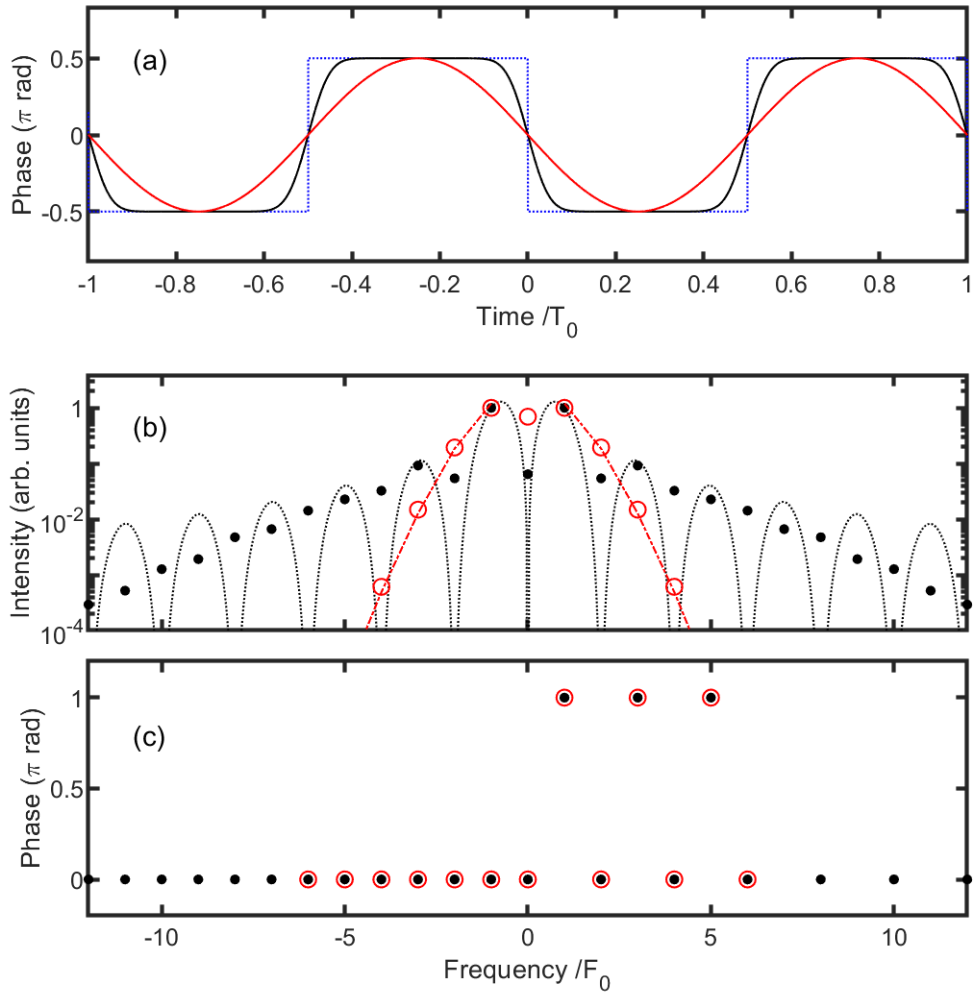 (a)
Phase (π rad)
0.5
0
-0.5
-1 -0.8 -0.6 -0.4 -0.2 0 0.2 0.4 0.6 0.8 1
Time /T₀
(b)
Intensity (arb. units)
1
10⁻²
10⁻⁴
(c)
Phase (π rad)
1
0.5
0
-10 -5 0 5 10
Frequency /F₀